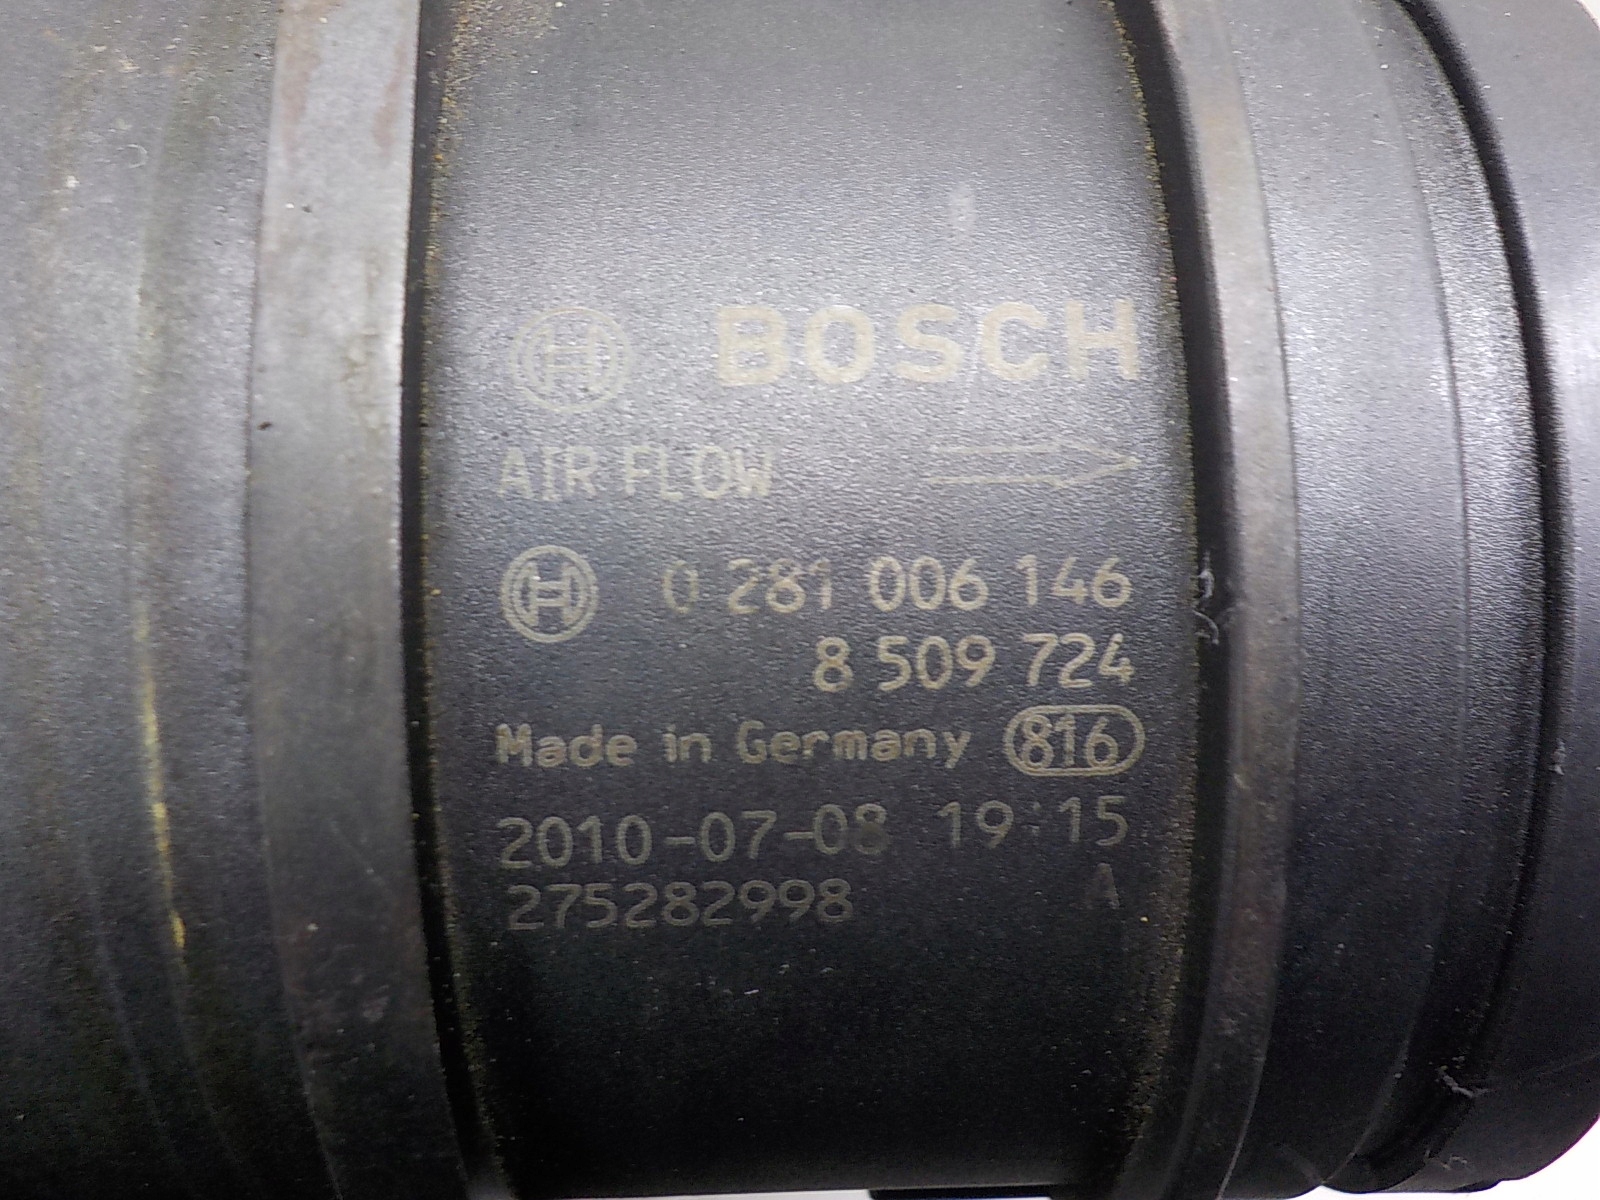 BOSCH
AIR FLOW
0 281 006 146
8 509 724
Made in Germany 816
2010-07-08 19:15
275282998 A